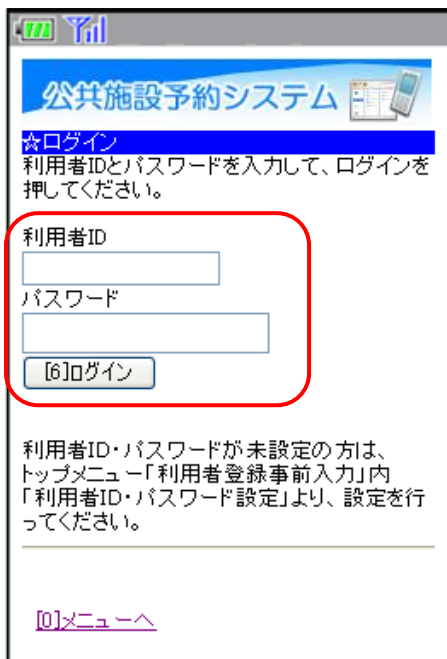 公共施設予約システム
☆ログイン
利用者IDとパスワードを入力して、ログインを
押してください。
利用者ID
パスワード
[6]ログイン
利用者ID・パスワードが未設定の方は、
トップメニュー「利用者登録事前入力」内
「利用者ID・パスワード設定」より、設定を行
ってください。
[0]メニューへ